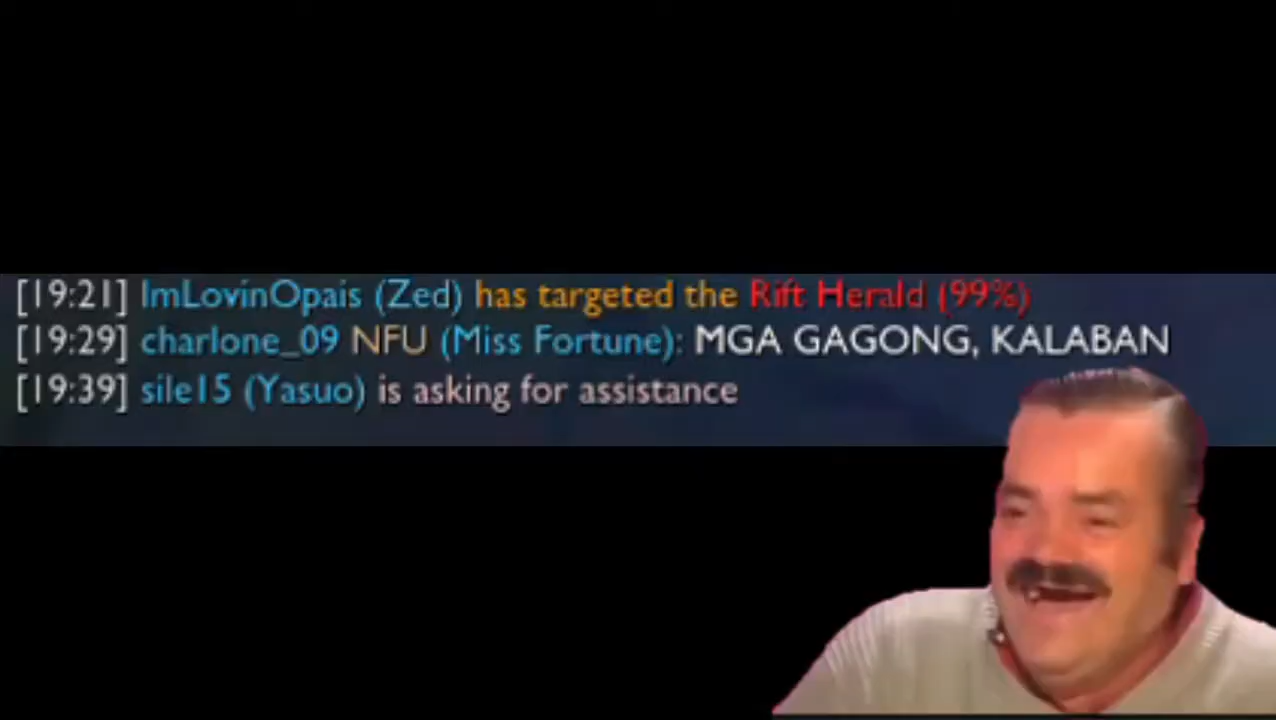 [19:21] ImLovinOpais (Zed) has targeted the Rift Herald (99%)
[19:29] charlone_09 NFU (Miss Fortune): MGA GAGONG, KALABAN
[19:39] sile15 (Yasuo) is asking for assistance